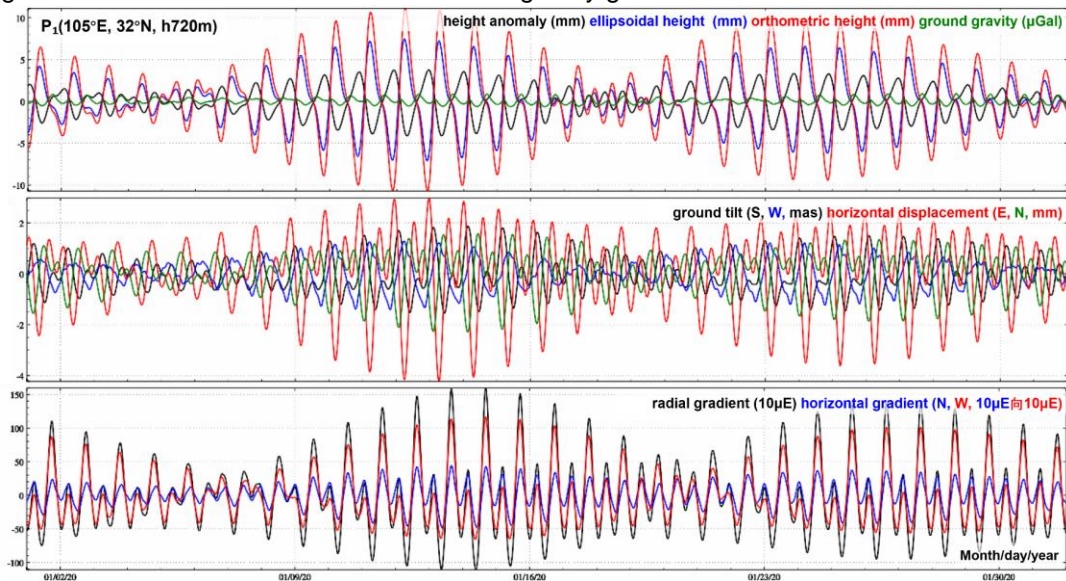 P₁(105°E, 32°N, h720m)
height anomaly (mm) ellipsoidal height (mm) orthometric height (mm) ground gravity (μGal)
10
5
0
-5
-10
ground tilt (S, W, mas) horizontal displacement (E, N, mm)
2
0
-2
-4
radial gradient (10μE) horizontal gradient (N, W, 10μE向10μE)
150
100
50
0
-50
-100
Month/day/year
01/02/20 01/09/20 01/16/20 01/23/20 01/30/20